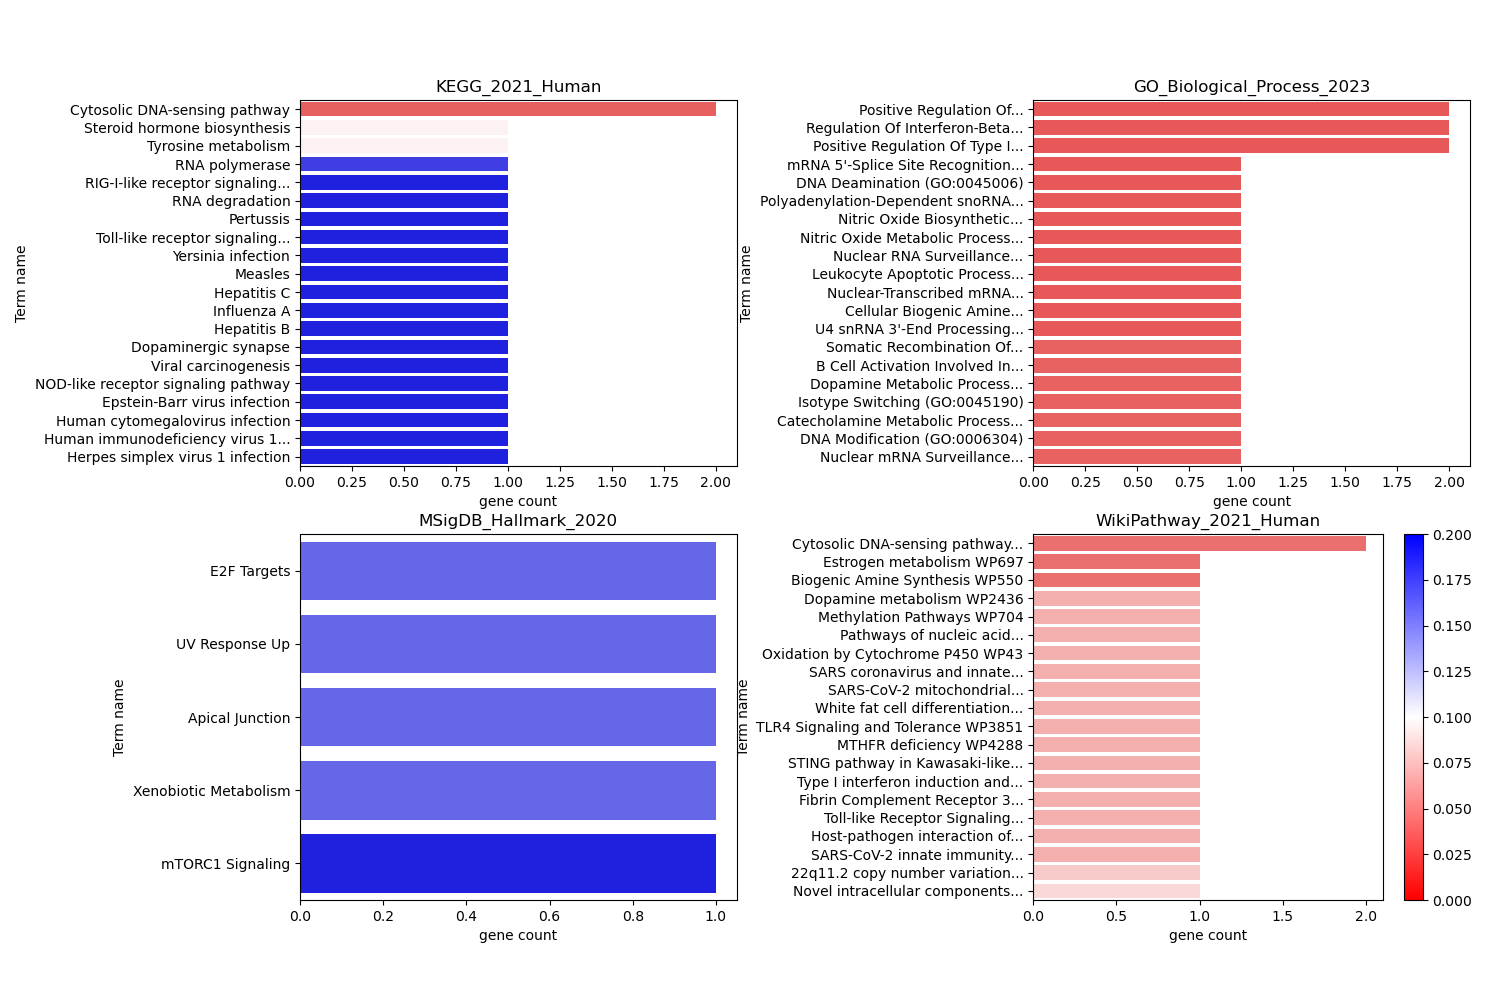 KEGG_2021_Human
Term name
Cytosolic DNA-sensing pathway
Steroid hormone biosynthesis
Tyrosine metabolism
RNA polymerase
RIG-I-like receptor signaling...
RNA degradation
Pertussis
Toll-like receptor signaling...
Yersinia infection
Measles
Hepatitis C
Influenza A
Hepatitis B
Dopaminergic synapse
Viral carcinogenesis
NOD-like receptor signaling pathway
Epstein-Barr virus infection
Human cytomegalovirus infection
Human immunodeficiency virus 1...
Herpes simplex virus 1 infection
0.00 0.25 0.50 0.75 1.00 1.25 1.50 1.75 2.00
gene count
GO_Biological_Process_2023
Term name
Positive Regulation Of...
Regulation Of Interferon-Beta...
Positive Regulation Of Type I...
mRNA 5'-Splice Site Recognition...
DNA Deamination (GO:0045006)
Polyadenylation-Dependent snoRNA...
Nitric Oxide Biosynthetic...
Nitric Oxide Metabolic Process...
Nuclear RNA Surveillance...
Leukocyte Apoptotic Process...
Nuclear-Transcribed mRNA...
Cellular Biogenic Amine...
U4 snRNA 3'-End Processing...
Somatic Recombination Of...
B Cell Activation Involved In...
Dopamine Metabolic Process...
Isotype Switching (GO:0045190)
Catecholamine Metabolic Process...
DNA Modification (GO:0006304)
Nuclear mRNA Surveillance...
0.00 0.25 0.50 0.75 1.00 1.25 1.50 1.75 2.00
gene count
MSigDB_Hallmark_2020
Term name
E2F Targets
UV Response Up
Apical Junction
Xenobiotic Metabolism
mTORC1 Signaling
0.0 0.2 0.4 0.6 0.8 1.0
gene count
WikiPathway_2021_Human
Term name
Cytosolic DNA-sensing pathway...
Estrogen metabolism WP697
Biogenic Amine Synthesis WP550
Dopamine metabolism WP2436
Methylation Pathways WP704
Pathways of nucleic acid...
Oxidation by Cytochrome P450 WP43
SARS coronavirus and innate...
SARS-CoV-2 mitochondrial...
White fat cell differentiation...
TLR4 Signaling and Tolerance WP3851
MTHFR deficiency WP4288
STING pathway in Kawasaki-like...
Type I interferon induction and...
Fibrin Complement Receptor 3...
Toll-like Receptor Signaling...
Host-pathogen interaction of...
SARS-CoV-2 innate immunity...
22q11.2 copy number variation...
Novel intracellular components...
0.0 0.5 1.0 1.5 2.0
gene count
0.200
0.175
0.150
0.125
0.100
0.075
0.050
0.025
0.000